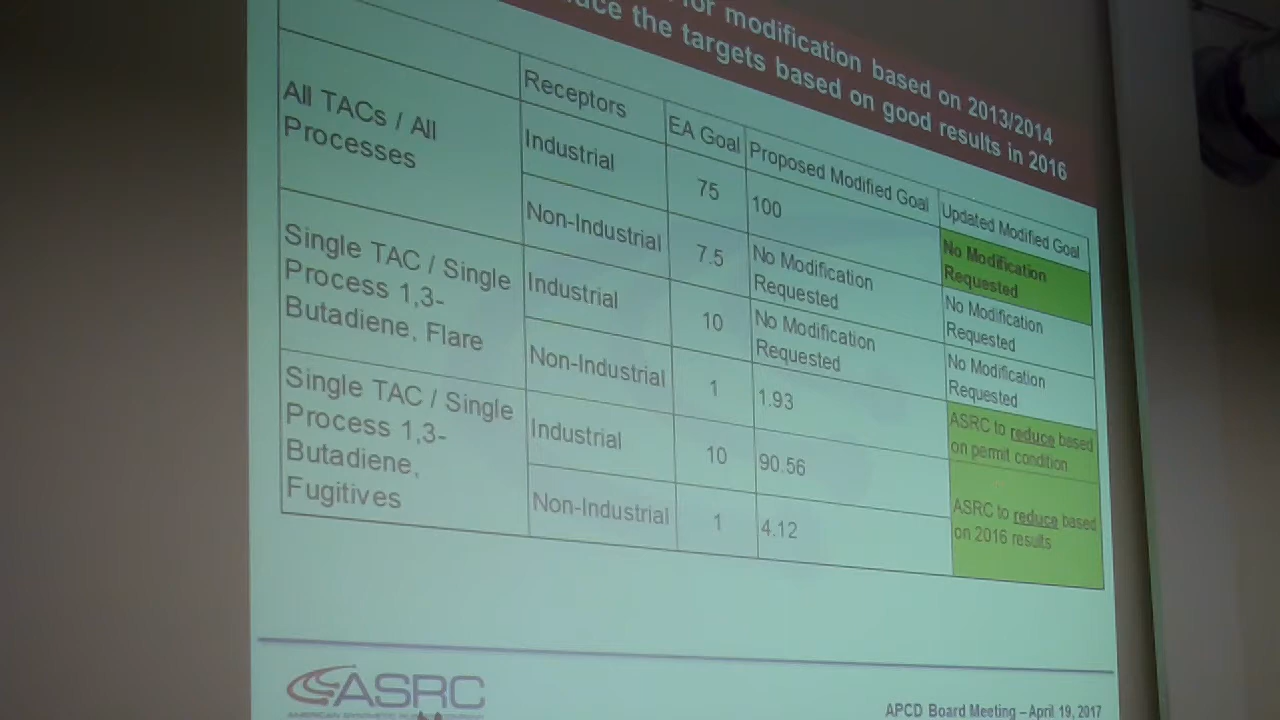 for modification based on 2013/2014
the targets based on good results in 2016
Receptors
EA Goal
Proposed Modified Goal
Updated Modified Goal
All TACs / All
Processes
Industrial
75
100
No Modification
Requested
Non-Industrial
7.5
No Modification
Requested
No Modification
Requested
Single TAC / Single
Process 1,3-
Butadiene, Flare
Industrial
10
No Modification
Requested
No Modification
Requested
Non-Industrial
1
1.93
ASRC to reduce based
on permit condition
Single TAC / Single
Process 1,3-
Butadiene,
Fugitives
Industrial
10
90.56
ASRC to reduce based
on 2016 results
Non-Industrial
1
4.12
ASRC
APCD Board Meeting – April 19, 2017